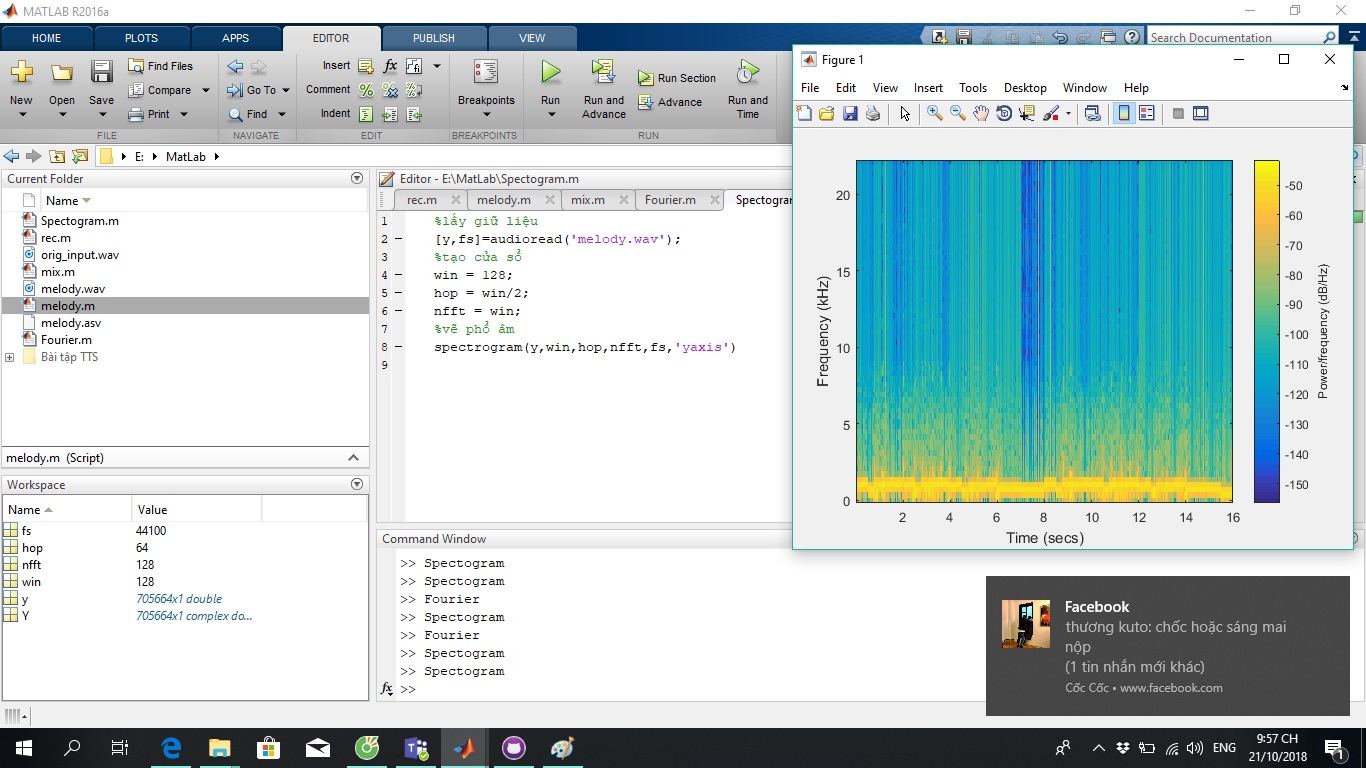 MATLAB R2016a
HOME
PLOTS
APPS
EDITOR
PUBLISH
VIEW
Search Documentation
New
Open
Save
Find Files
Compare
Print
Go To
Find
Insert
Comment
Indent
fx
Breakpoints
Run
Run and
Advance
Run Section
Advance
Run and
Time
FILE
NAVIGATE
EDIT
BREAKPOINTS
RUN
E:
MatLab
Current Folder
Name
Spectogram.m
rec.m
orig_input.wav
mix.m
melody.wav
melody.m
melody.asv
Fourier.m
Bài tập TTS
melody.m (Script)
Workspace
Name
Value
fs 44100
hop 64
nfft 128
win 128
y 705664x1 double
Y 705664x1 complex do...
Editor - E:\MatLab\Spectogram.m
rec.m
melody.m
mix.m
Fourier.m
Spectogram
1 %lấy giữ liệu
2 [y,fs]=audioread('melody.wav');
3 %tạo cửa sổ
4 win = 128;
5 hop = win/2;
6 nfft = win;
7 %vẽ phổ âm
8 spectrogram(y,win,hop,nfft,fs,'yaxis')
9
Command Window
>> Spectogram
>> Spectogram
>> Fourier
>> Spectogram
>> Fourier
>> Spectogram
>> Spectogram
fx >>
Figure 1
File Edit View Insert Tools Desktop Window Help
Frequency (kHz)
20
15
10
5
0
2 4 6 8 10 12 14 16
Time (secs)
-50
-60
-70
-80
-90
-100
-110
-120
-130
-140
-150
Power/frequency (dB/Hz)
Facebook
thương kuto: chốc hoặc sáng mai
nộp
(1 tin nhắn mới khác)
Cốc Cốc • www.facebook.com
ENG
9:57 CH
21/10/2018
1